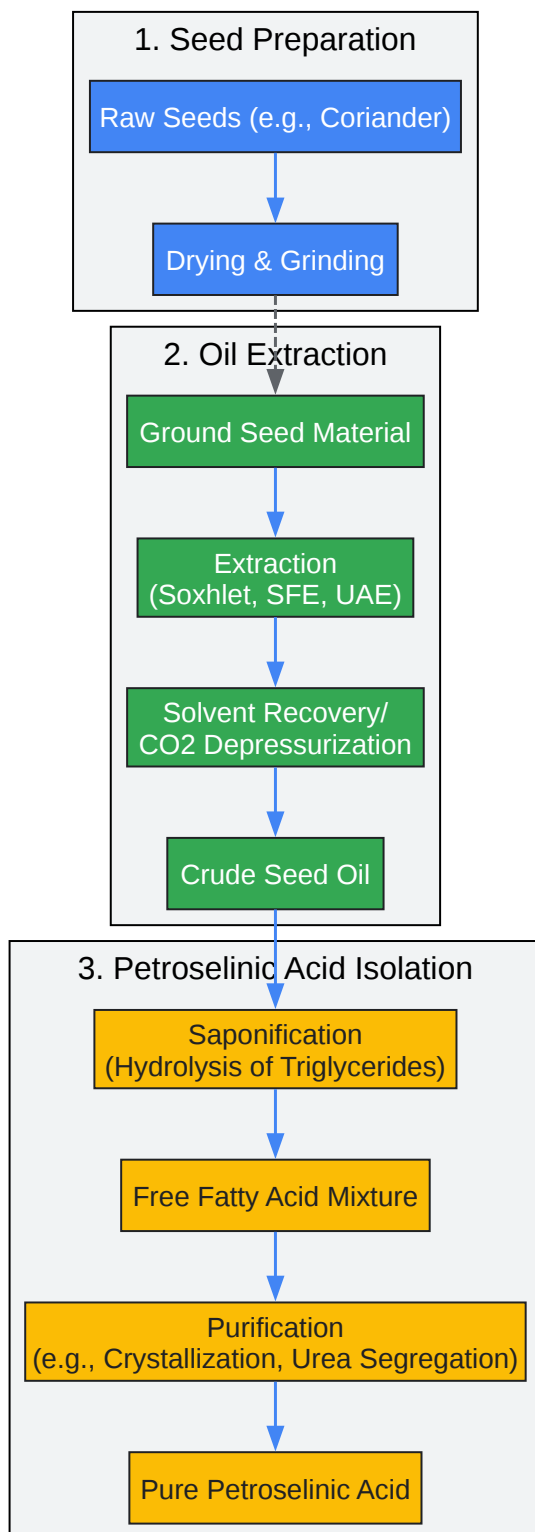 1. Seed Preparation
Raw Seeds (e.g., Coriander)
Drying & Grinding
2. Oil Extraction
Ground Seed Material
Extraction
(Soxhlet, SFE, UAE)
Solvent Recovery/
CO2 Depressurization
Crude Seed Oil
3. Petroselinic Acid Isolation
Saponification
(Hydrolysis of Triglycerides)
Free Fatty Acid Mixture
Purification
(e.g., Crystallization, Urea Segregation)
Pure Petroselinic Acid